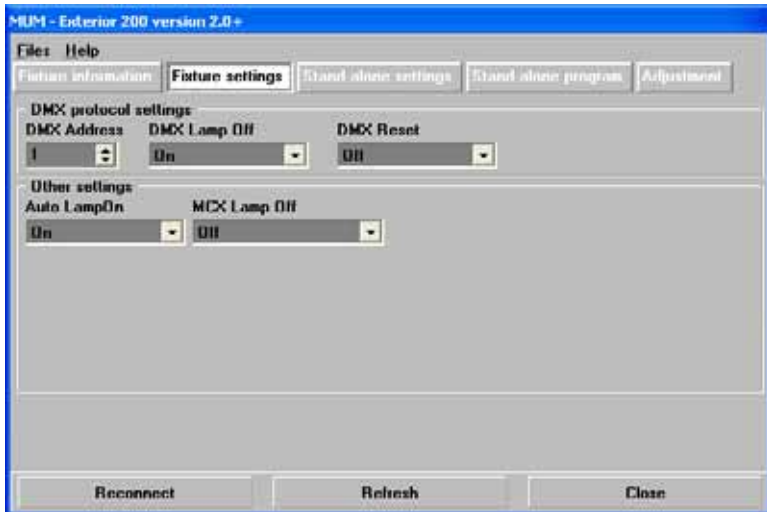 MUM - Exterior 200 version 2.0+
Files Help
Fixture information Fixture settings Stand alone settings Stand alone program Adjustment
DMX protocol settings
DMX Address DMX Lamp Off DMX Reset
1 On Off
Other settings
Auto LampOn MCX Lamp Off
On Off
Reconnect Refresh Close